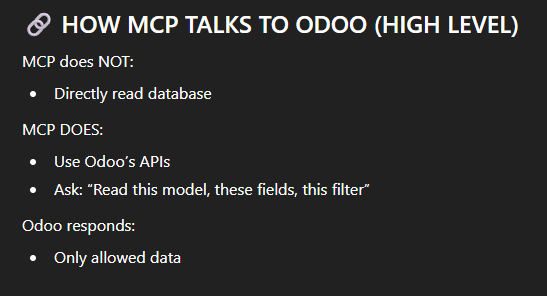 🔗 HOW MCP TALKS TO ODOO (HIGH LEVEL)
MCP does NOT:
• Directly read database
MCP DOES:
• Use Odoo’s APIs
• Ask: “Read this model, these fields, this filter”
Odoo responds:
• Only allowed data